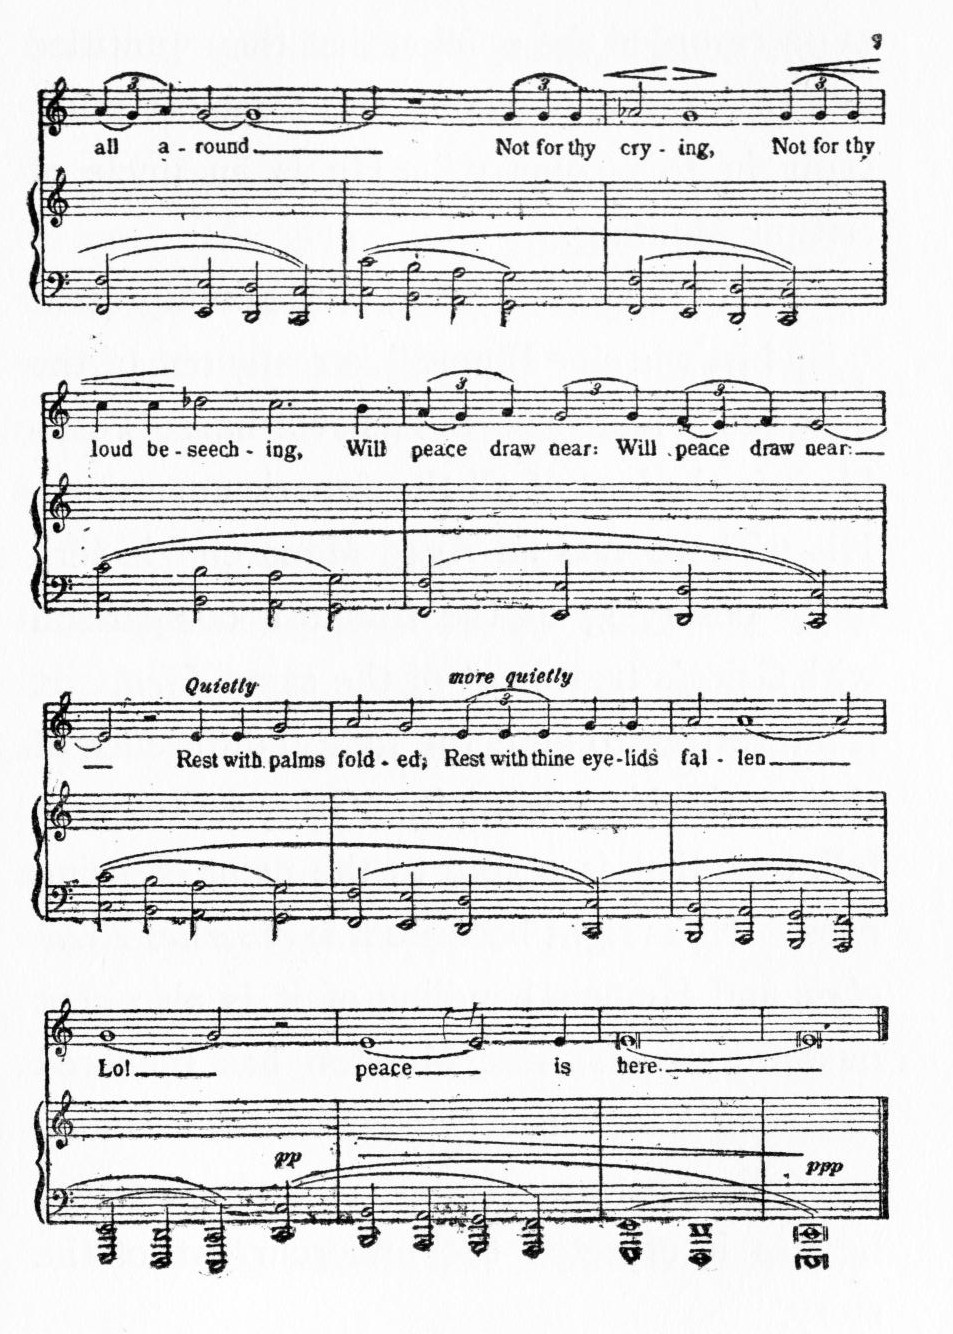 9
3 3 3
all a - round Not for thy cry - ing, Not for thy
3 3 3
loud be - seech - ing, Will peace draw near: Will peace draw near:
Quietly more quietly
3
Rest with palms fold - ed; Rest with thine eye - lids fal - len
Lo! peace is here.
pp ppp